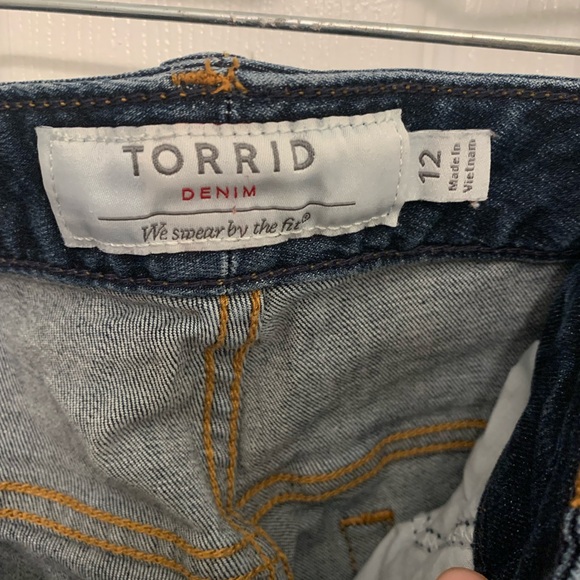 TORRID
DENIM
We swear by the fit®
12
Made in
Vietnam